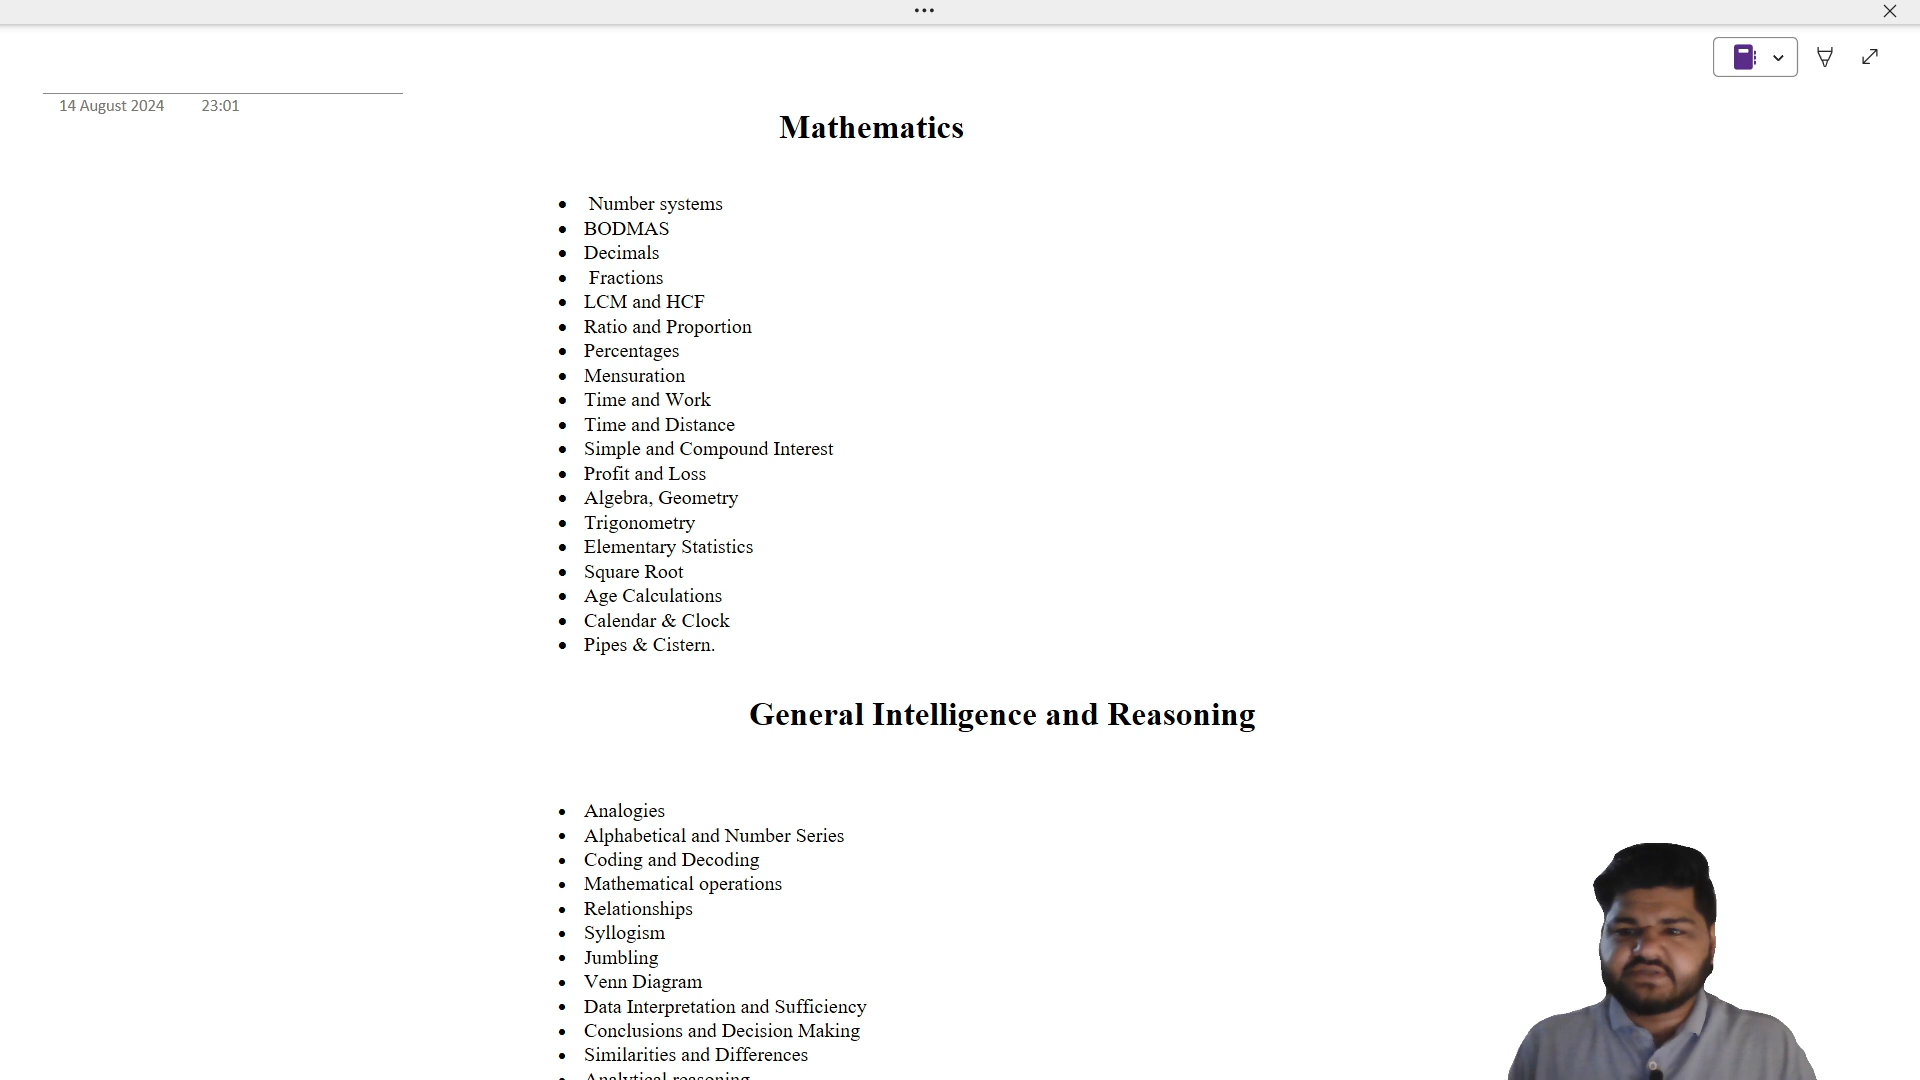 14 August 2024 23:01
Mathematics
• Number systems
• BODMAS
• Decimals
• Fractions
• LCM and HCF
• Ratio and Proportion
• Percentages
• Mensuration
• Time and Work
• Time and Distance
• Simple and Compound Interest
• Profit and Loss
• Algebra, Geometry
• Trigonometry
• Elementary Statistics
• Square Root
• Age Calculations
• Calendar & Clock
• Pipes & Cistern.
General Intelligence and Reasoning
• Analogies
• Alphabetical and Number Series
• Coding and Decoding
• Mathematical operations
• Relationships
• Syllogism
• Jumbling
• Venn Diagram
• Data Interpretation and Sufficiency
• Conclusions and Decision Making
• Similarities and Differences
• Analytical reasoning